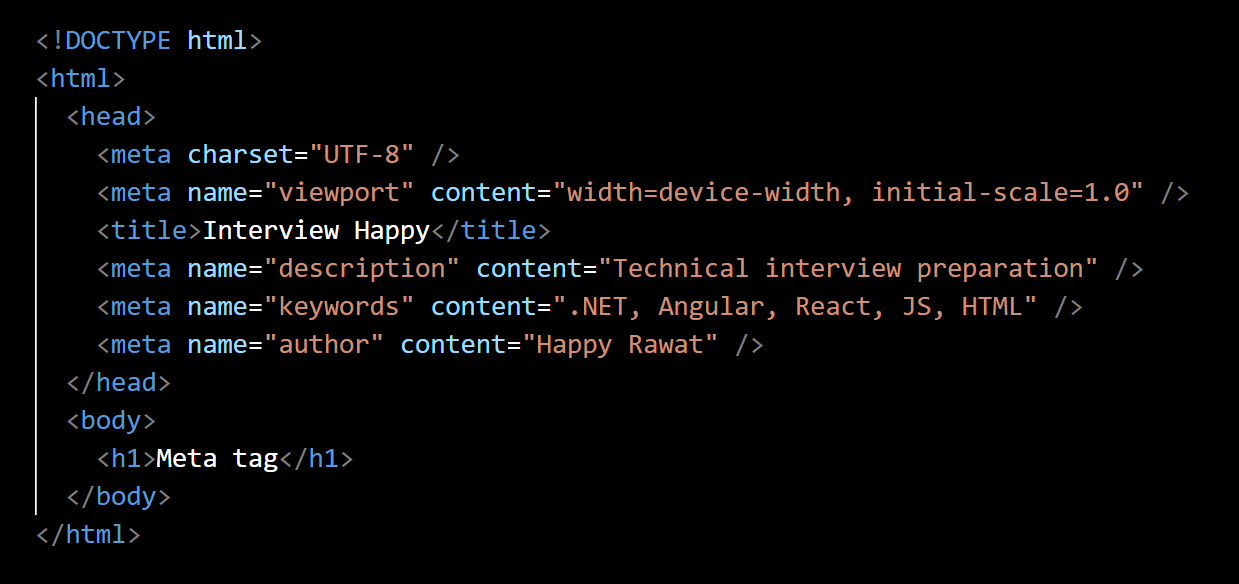 <!DOCTYPE html>
<html>
<head>
<meta charset="UTF-8" />
<meta name="viewport" content="width=device-width, initial-scale=1.0" />
<title>Interview Happy</title>
<meta name="description" content="Technical interview preparation" />
<meta name="keywords" content=".NET, Angular, React, JS, HTML" />
<meta name="author" content="Happy Rawat" />
</head>
<body>
<h1>Meta tag</h1>
</body>
</html>